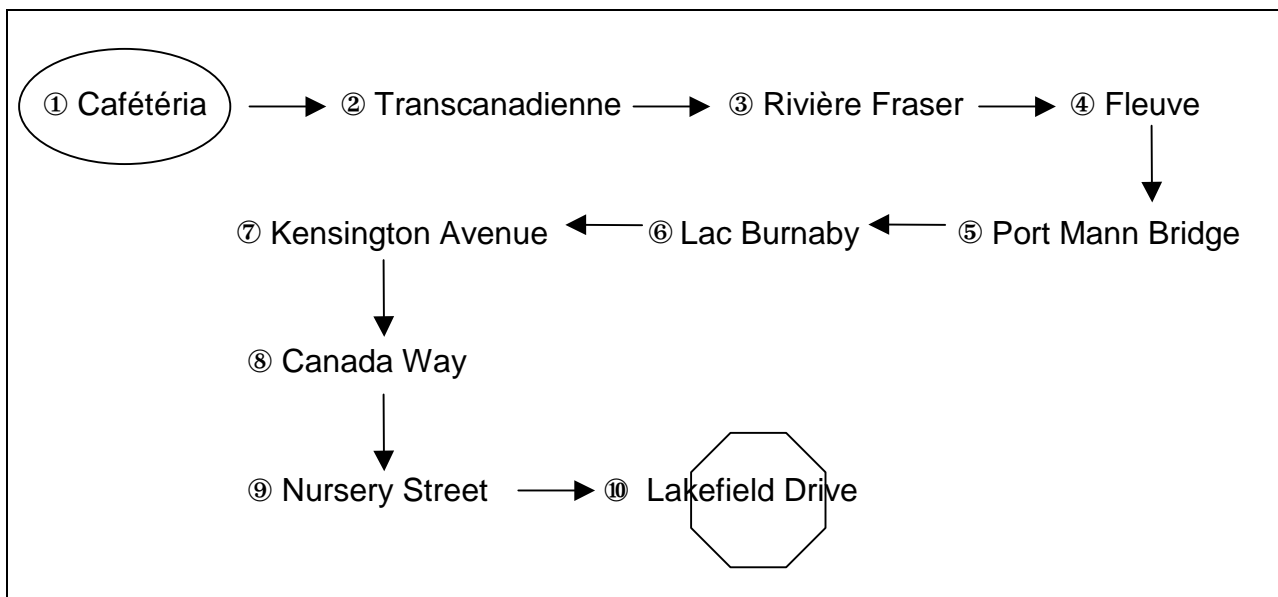 ① Cafétéria ② Transcanadienne ③ Rivière Fraser ④ Fleuve
⑦ Kensington Avenue ⑥ Lac Burnaby ⑤ Port Mann Bridge
⑧ Canada Way
⑨ Nursery Street ⑩ Lakefield Drive